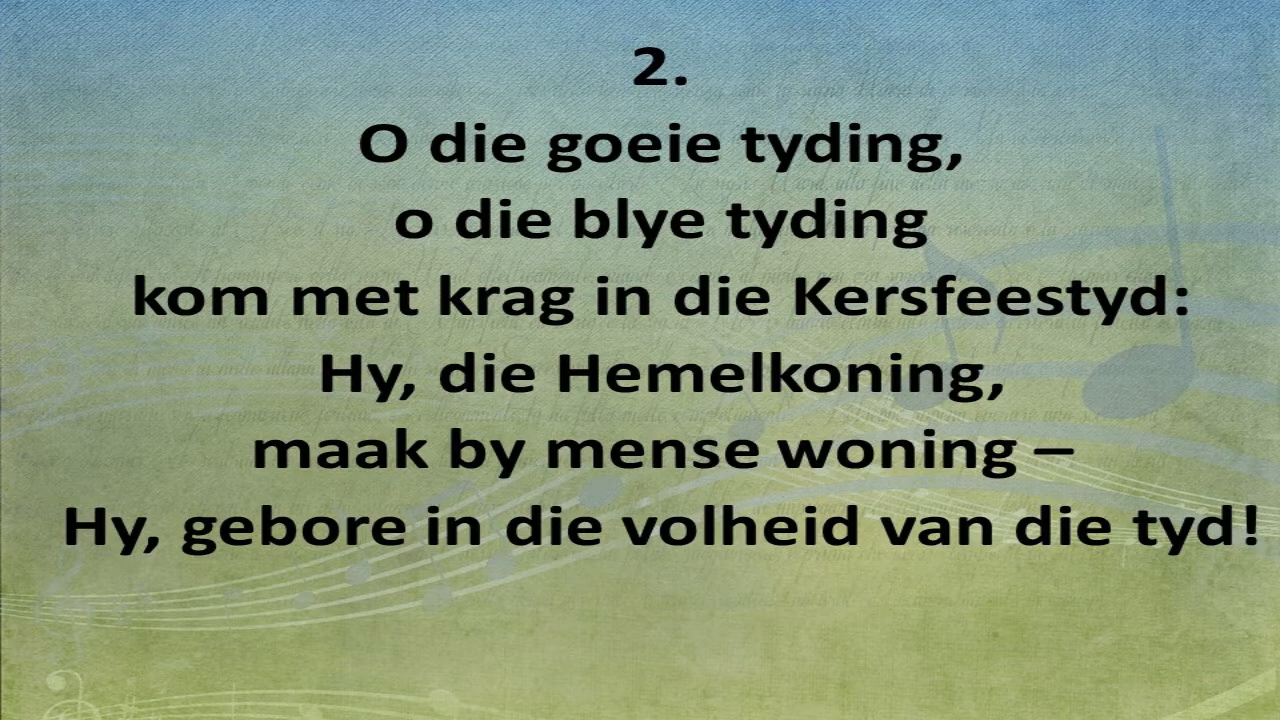 2.
O die goeie tyding,
o die blye tyding
kom met krag in die Kersfeestyd:
Hy, die Hemelkoning,
maak by mense woning –
Hy, gebore in die volheid van die tyd!